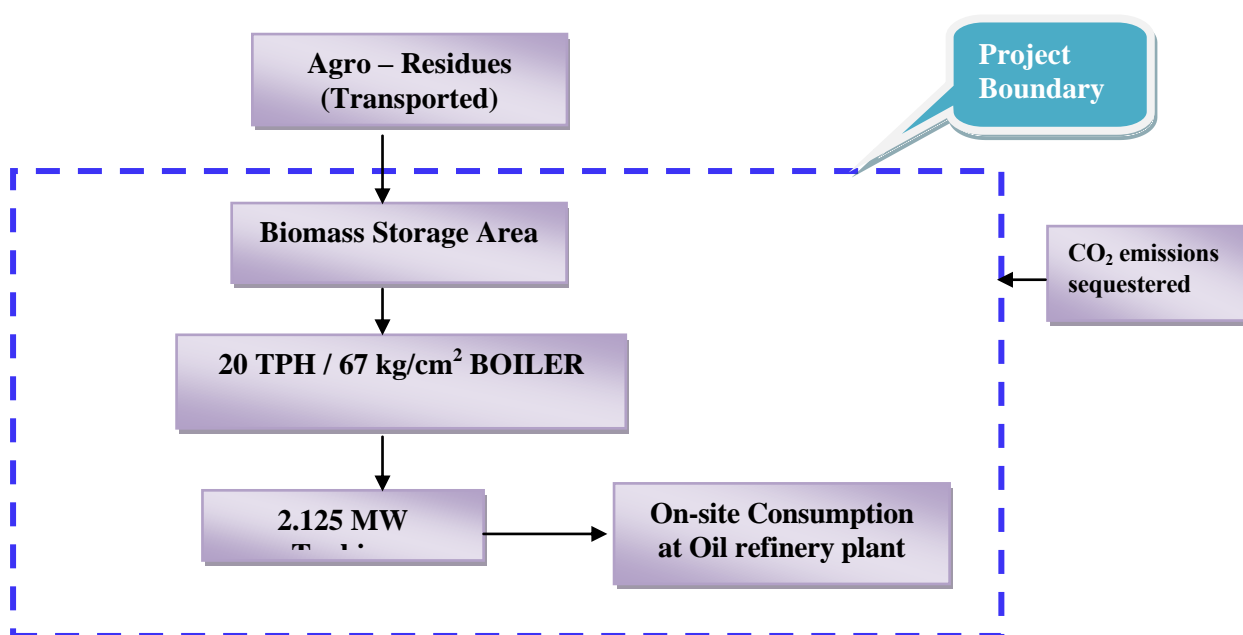 Agro – Residues
(Transported)
Project
Boundary
Biomass Storage Area
CO₂ emissions
sequestered
20 TPH / 67 kg/cm² BOILER
2.125 MW
On-site Consumption
at Oil refinery plant